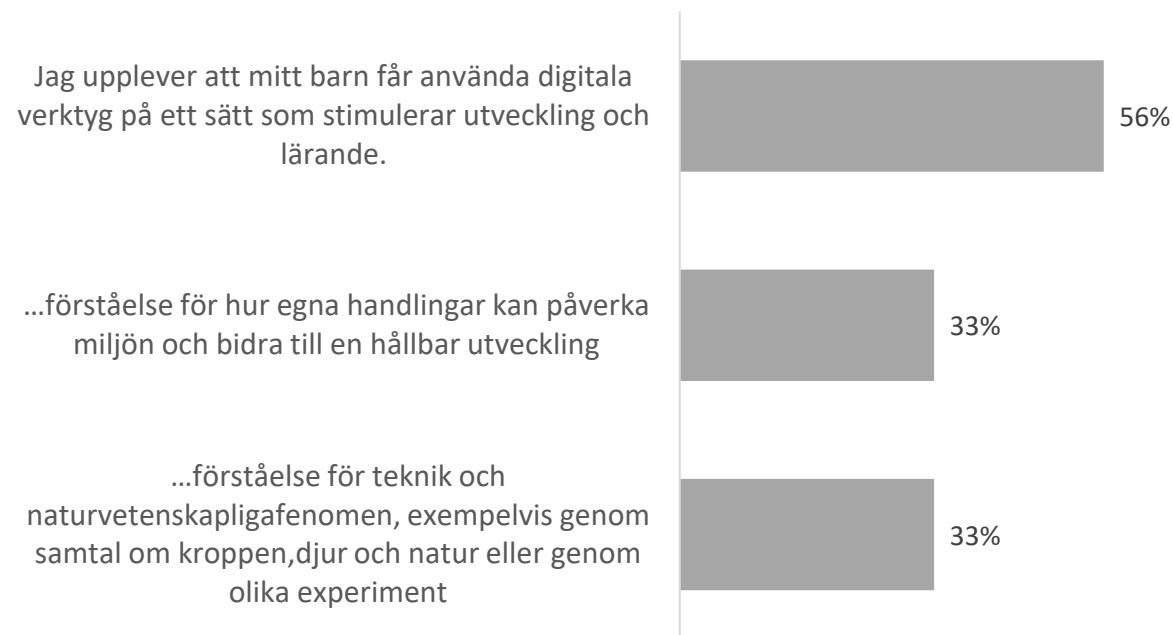 Jag upplever att mitt barn får använda digitala
verktyg på ett sätt som stimulerar utveckling och
lärande.
56%
...förståelse för hur egna handlingar kan påverka
miljön och bidra till en hållbar utveckling
33%
...förståelse för teknik och
naturvetenskapligafenomen, exempelvis genom
samtal om kroppen,djur och natur eller genom
olika experiment
33%